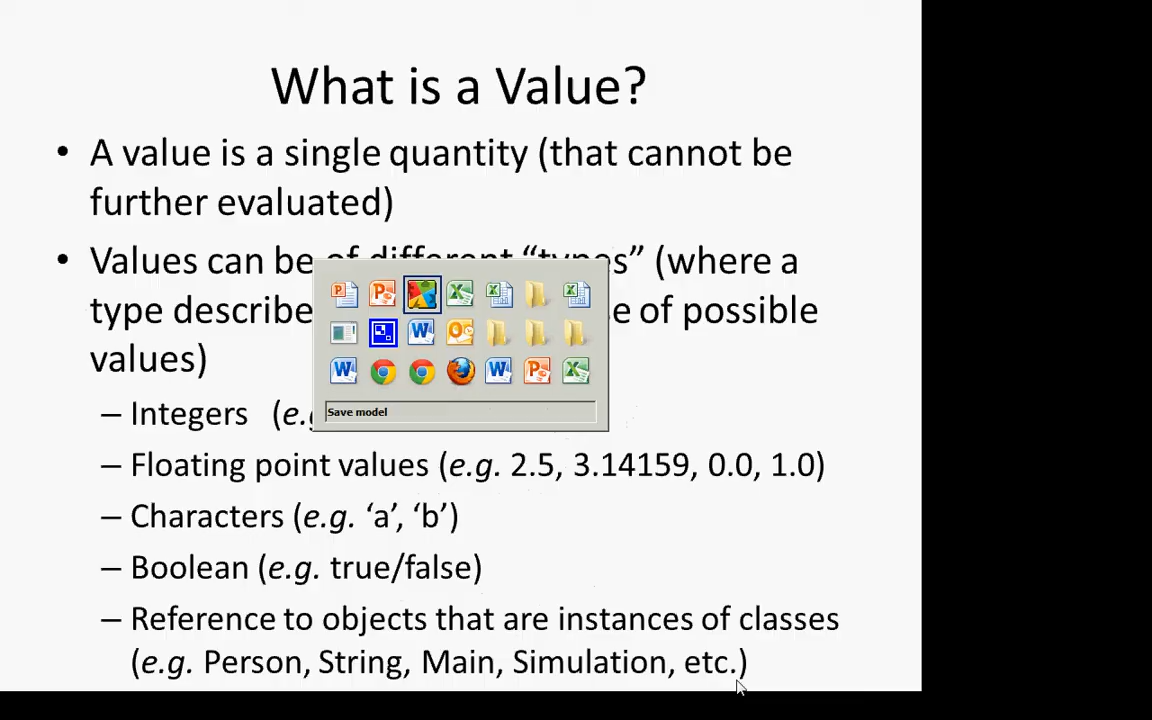 What is a Value?
• A value is a single quantity (that cannot be
further evaluated)
• Values can be of different “types” (where a
type describe e of possible
values)
Save model
– Integers (e.g
– Floating point values (e.g. 2.5, 3.14159, 0.0, 1.0)
– Characters (e.g. ‘a’, ‘b’)
– Boolean (e.g. true/false)
– Reference to objects that are instances of classes
(e.g. Person, String, Main, Simulation, etc.)